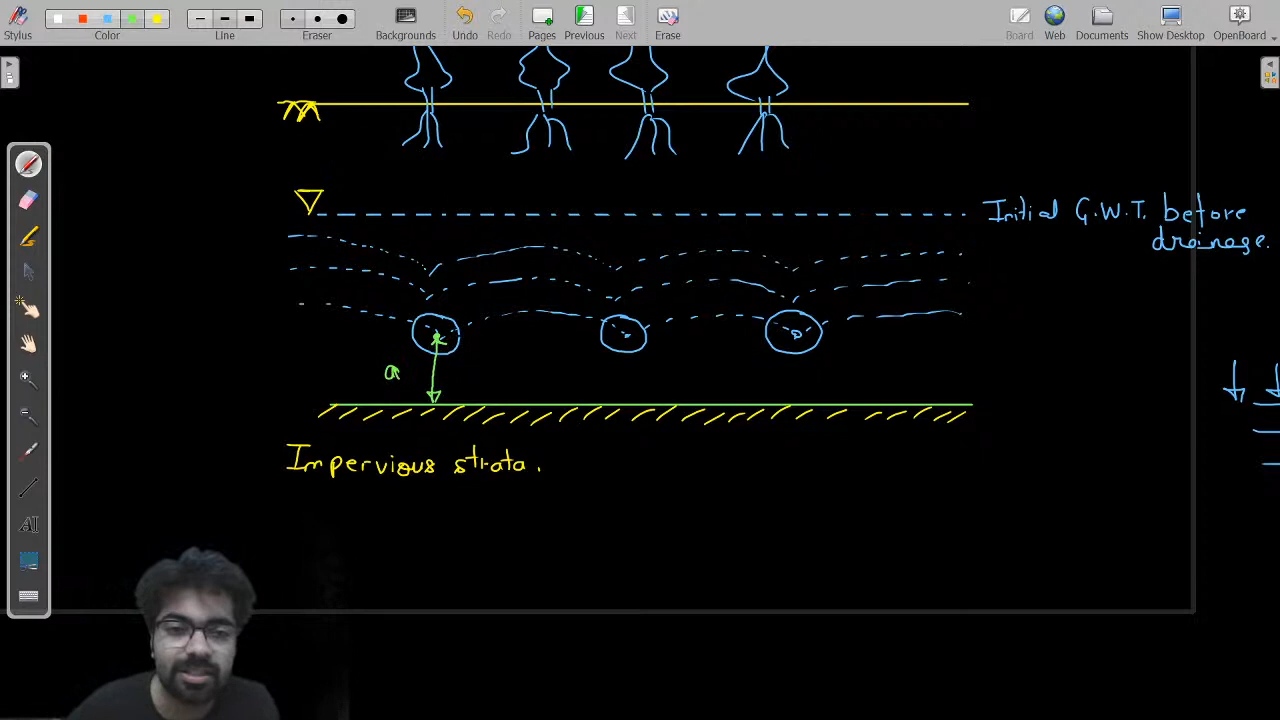 Stylus
Color
Line
Eraser
Backgrounds
Undo
Redo
Pages
Previous
Next
Erase
Board
Web
Documents
Show Desktop
OpenBoard
Initial G.W.T. before
drainage.
a
Impervious strata.
AI